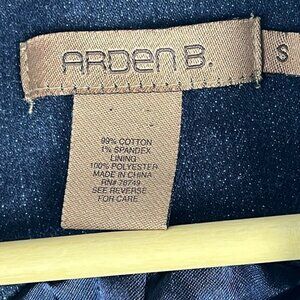 ARDEN B.
S
99% COTTON
1% SPANDEX
LINING
100% POLYESTER
MADE IN CHINA
RN# 78749
SEE REVERSE
FOR CARE